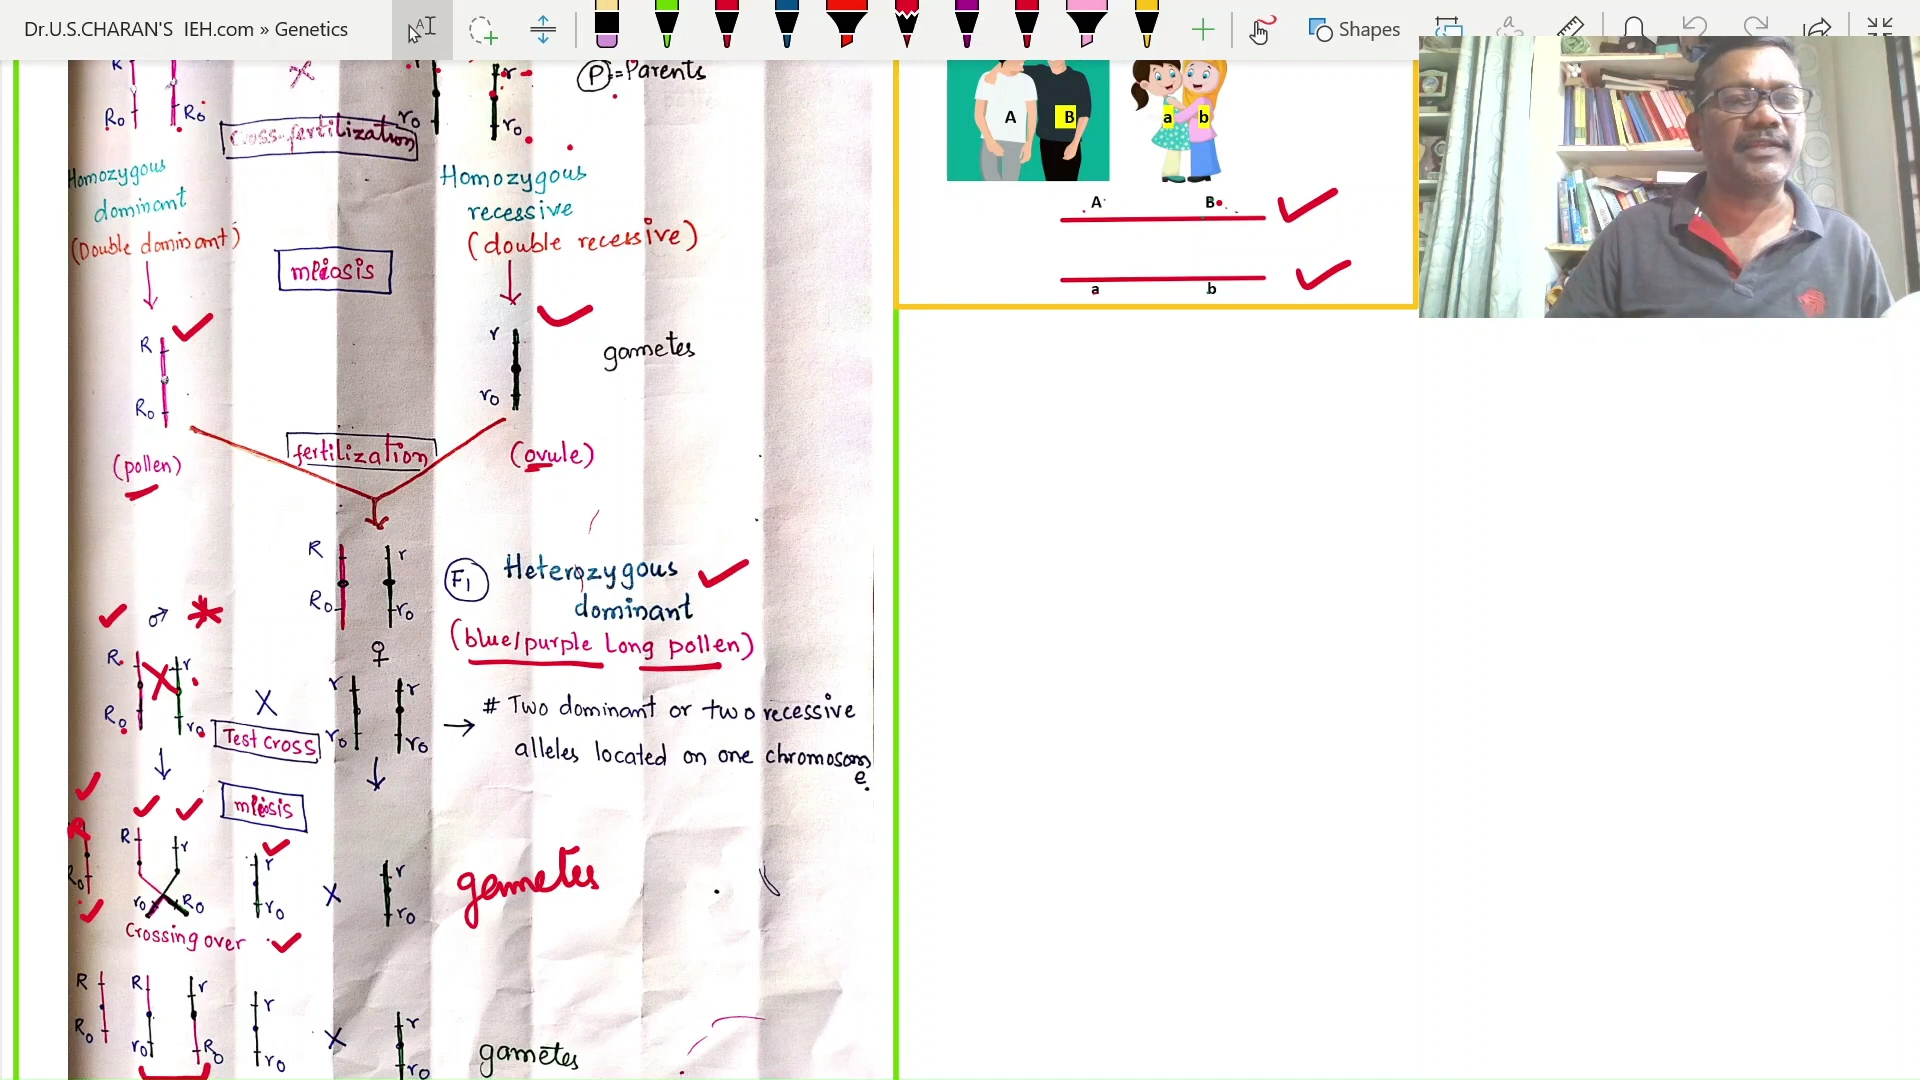 Dr.U.S.CHARAN'S IEH.com » Genetics
Shapes
R r r (P)=Parents
Ro Ro ro ro
Cross-fertilization
Homozygous dominant
(Double dominant)
Homozygous recessive
(double recessive)
meiosis
R r
gametes
Ro ro
(pollen) fertilization (ovule)
R r
F1 Heterozygous
dominant
Ro ro
(blue/purple Long pollen)
♂ ♀
R r X r r
Ro ro Test cross ro ro
→ # Two dominant or two recessive
alleles located on one chromosome.
meiosis
R R r r X r
Ro ro Ro ro ro
gametes
Crossing over
R R r r X r
Ro ro Ro ro ro
gametes
A B a b
A B
a b